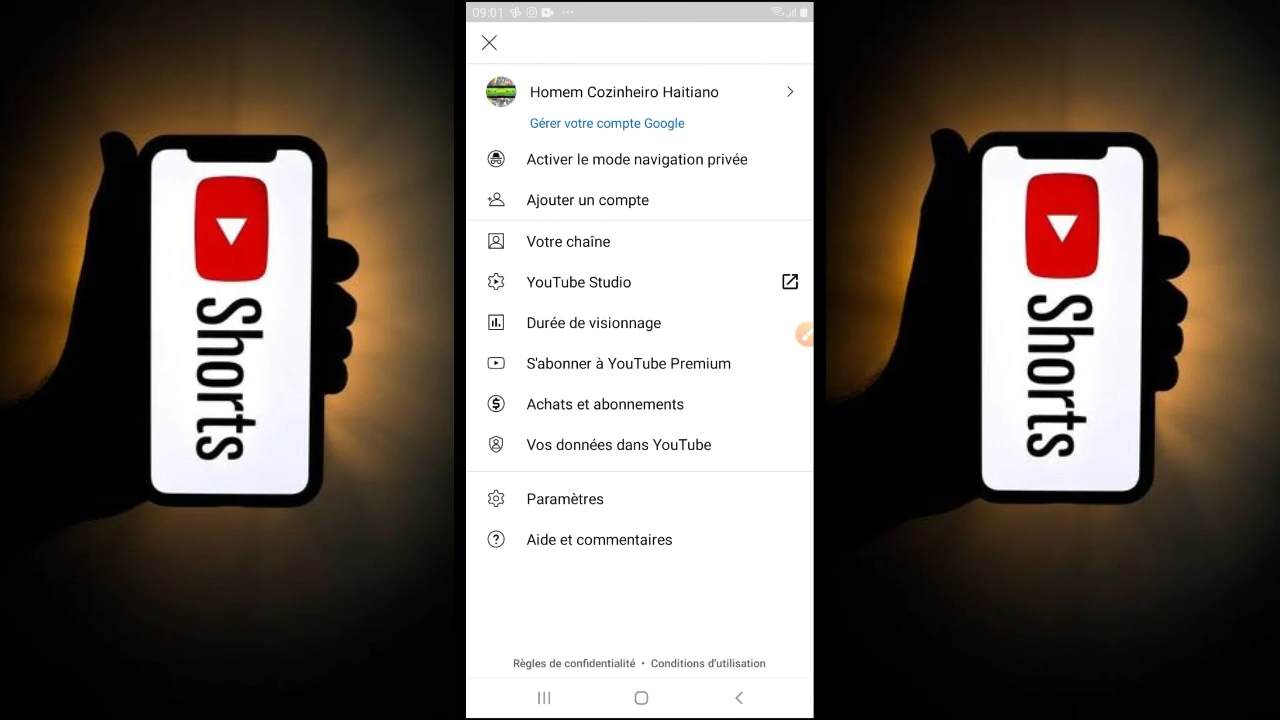 09:01
Homem Cozinheiro Haitiano
Gérer votre compte Google
Activer le mode navigation privée
Ajouter un compte
Votre chaîne
YouTube Studio
Durée de visionnage
S'abonner à YouTube Premium
Achats et abonnements
Vos données dans YouTube
Paramètres
Aide et commentaires
Règles de confidentialité • Conditions d'utilisation
Shorts
Shorts